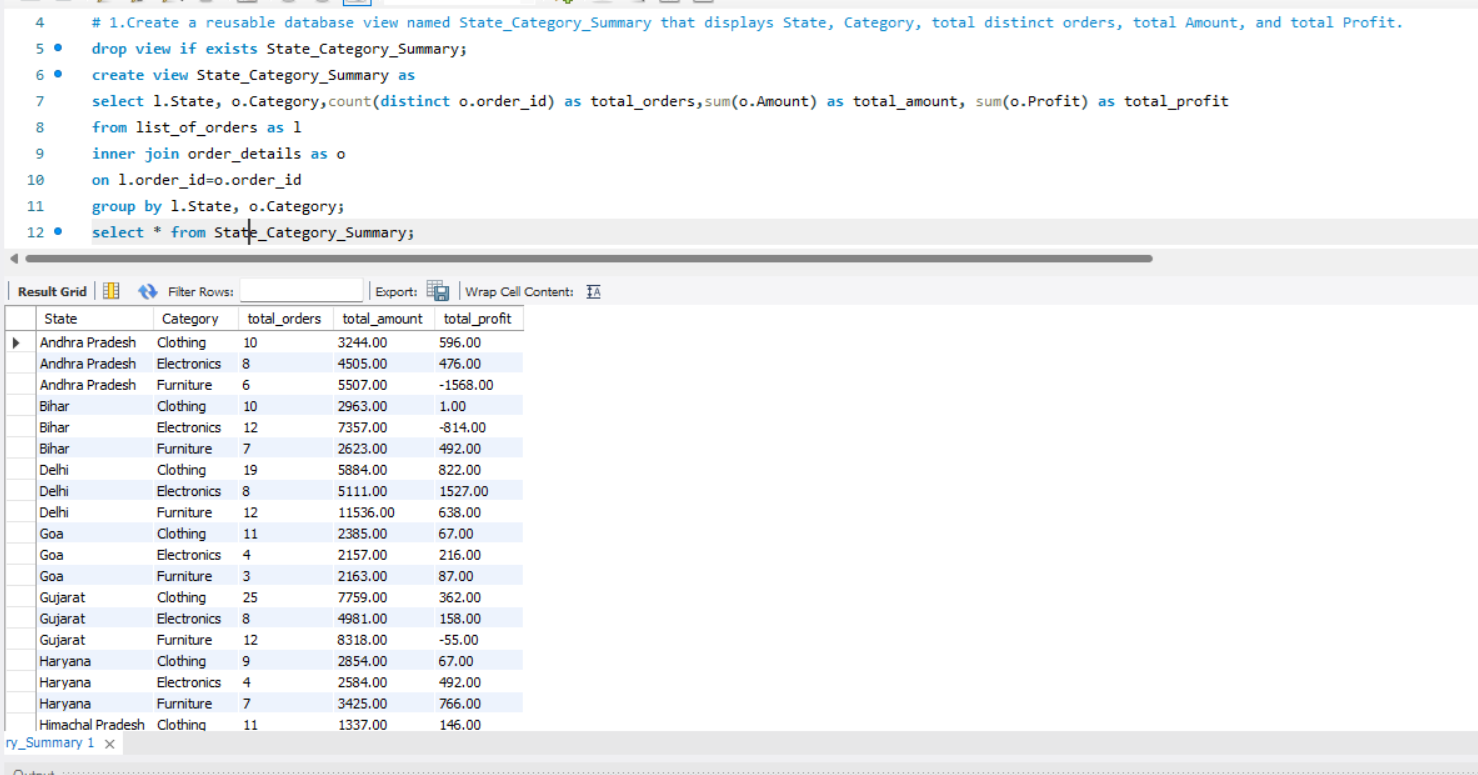 4 # 1.Create a reusable database view named State_Category_Summary that displays State, Category, total distinct orders, total Amount, and total Profit.
5 drop view if exists State_Category_Summary;
6 create view State_Category_Summary as
7 select l.State, o.Category,count(distinct o.order_id) as total_orders,sum(o.Amount) as total_amount, sum(o.Profit) as total_profit
8 from list_of_orders as l
9 inner join order_details as o
10 on l.order_id=o.order_id
11 group by l.State, o.Category;
12 select * from State_Category_Summary;
Result Grid Filter Rows: Export: Wrap Cell Content: IA
State Category total_orders total_amount total_profit
Andhra Pradesh Clothing 10 3244.00 596.00
Andhra Pradesh Electronics 8 4505.00 476.00
Andhra Pradesh Furniture 6 5507.00 -1568.00
Bihar Clothing 10 2963.00 1.00
Bihar Electronics 12 7357.00 -814.00
Bihar Furniture 7 2623.00 492.00
Delhi Clothing 19 5884.00 822.00
Delhi Electronics 8 5111.00 1527.00
Delhi Furniture 12 11536.00 638.00
Goa Clothing 11 2385.00 67.00
Goa Electronics 4 2157.00 216.00
Goa Furniture 3 2163.00 87.00
Gujarat Clothing 25 7759.00 362.00
Gujarat Electronics 8 4981.00 158.00
Gujarat Furniture 12 8318.00 -55.00
Haryana Clothing 9 2854.00 67.00
Haryana Electronics 4 2584.00 492.00
Haryana Furniture 7 3425.00 766.00
Himachal Pradesh Clothing 11 1337.00 146.00
ry_Summary 1
Output